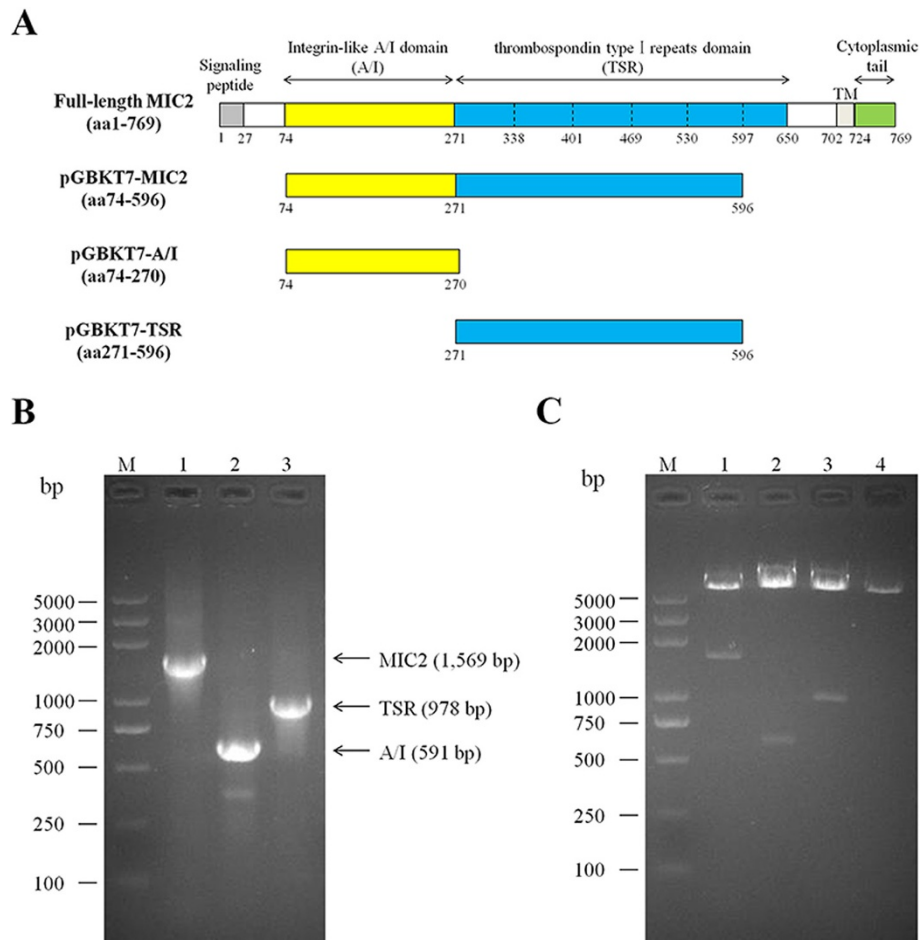 A
Integrin-like A/I domain
(A/I)
thrombospondin type I repeats domain
(TSR)
Cytoplasmic
tail
Signaling
peptide
TM
Full-length MIC2
(aa1-769)
1 27 74 271 338 401 469 530 597 650 702 724 769
pGBKT7-MIC2
(aa74-596)
74 271 596
pGBKT7-A/I
(aa74-270)
74 270
pGBKT7-TSR
(aa271-596)
271 596
B
bp
M 1 2 3
5000
3000
2000
1000
750
500
250
100
MIC2 (1,569 bp)
TSR (978 bp)
A/I (591 bp)
C
bp
M 1 2 3 4
5000
3000
2000
1000
750
500
250
100